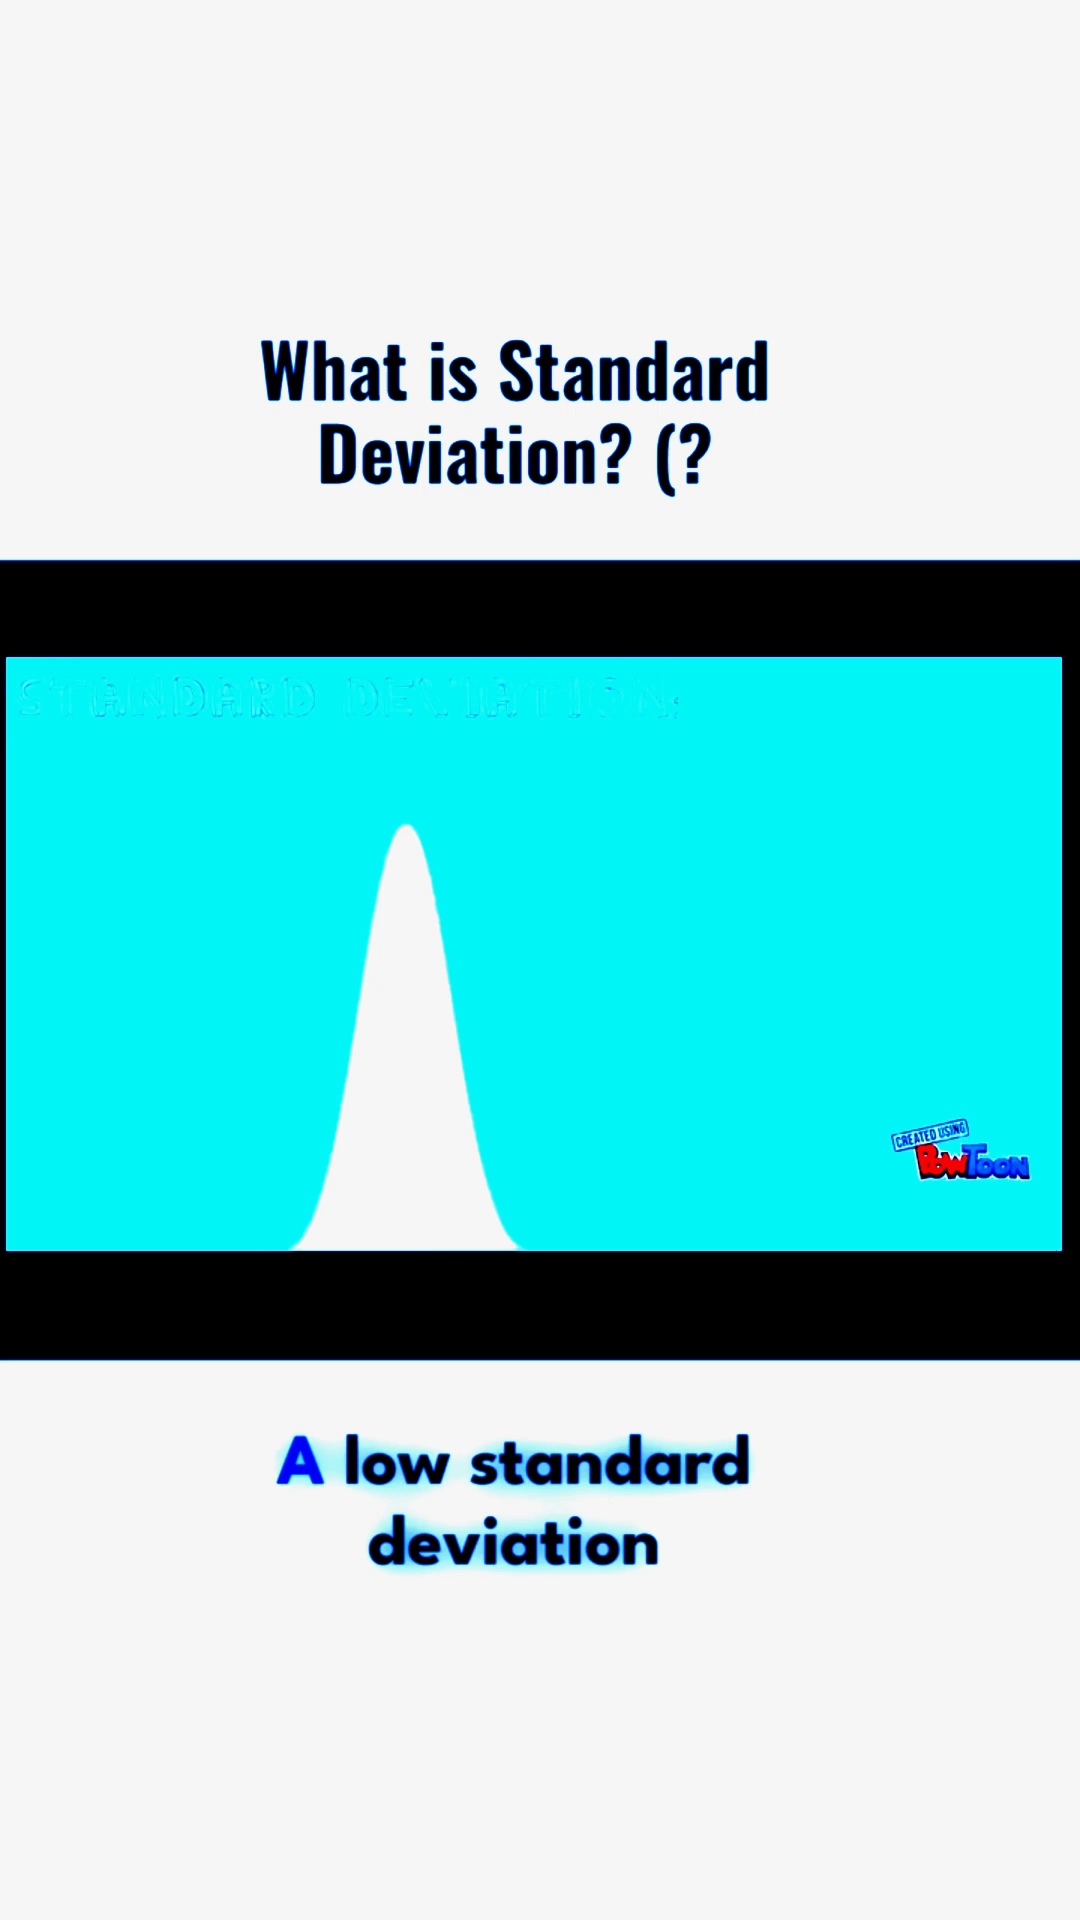 What is Standard
Deviation? (?
STANDARD DEVIATION:
CREATED USING
POWTOON
A low standard
deviation